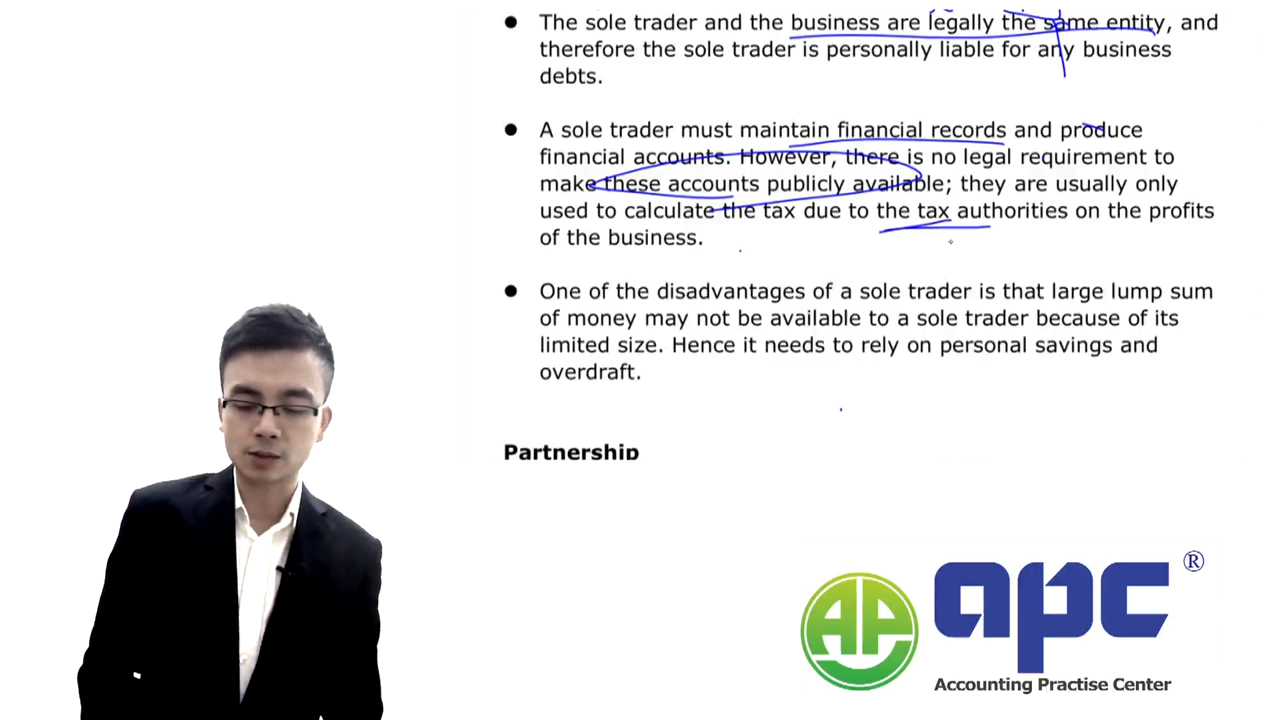 ● The sole trader and the business are legally the same entity, and
therefore the sole trader is personally liable for any business
debts.
● A sole trader must maintain financial records and produce
financial accounts. However, there is no legal requirement to
make these accounts publicly available; they are usually only
used to calculate the tax due to the tax authorities on the profits
of the business.
● One of the disadvantages of a sole trader is that large lump sum
of money may not be available to a sole trader because of its
limited size. Hence it needs to rely on personal savings and
overdraft.
Partnership
AP
apc ®
Accounting Practise Center